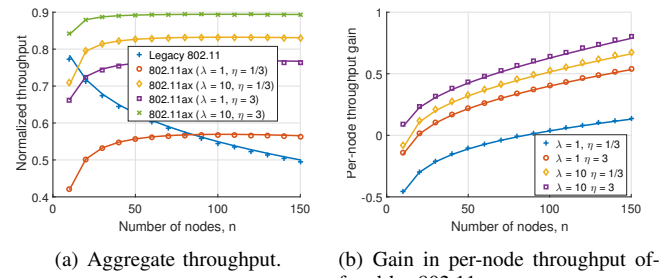 0.9
0.8
0.7
0.6
0.5
0.4
Normalized throughput
Legacy 802.11
802.11ax (λ = 1, η = 1/3)
802.11ax (λ = 10, η = 1/3)
802.11ax (λ = 1, η = 3)
802.11ax (λ = 10, η = 3)
0 50 100 150
Number of nodes, n
(a) Aggregate throughput.
1
0.5
0
-0.5
Per-node throughput gain
λ = 1, η = 1/3
λ = 1 η = 3
λ = 10 η = 1/3
λ = 10 η = 3
0 50 100 150
Number of nodes, n
(b) Gain in per-node throughput of-